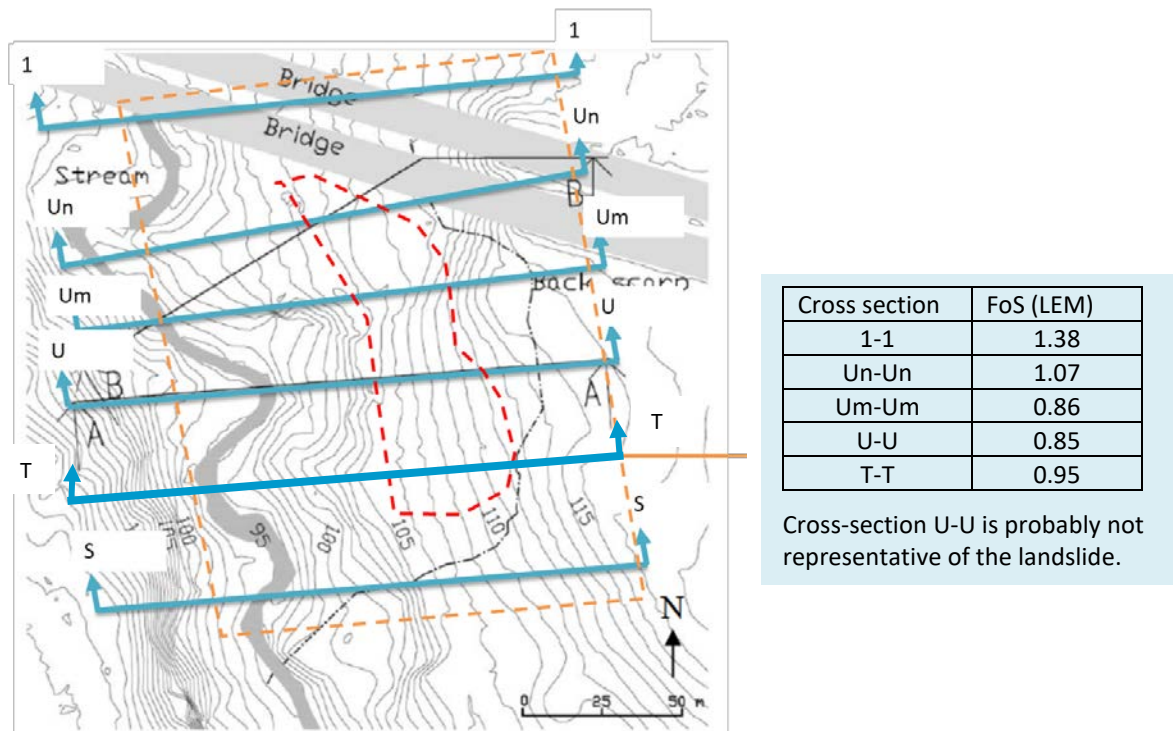 1
1
Bridge
Un
Bridge
Stream
B
Un
Um
Back scarp
Um
U
U
B
A
A
T
T
S
100
105
95
100
105
110
115
S
N
0 25 50 m.
Cross section FoS (LEM)
1-1 1.38
Un-Un 1.07
Um-Um 0.86
U-U 0.85
T-T 0.95
Cross-section U-U is probably not
representative of the landslide.